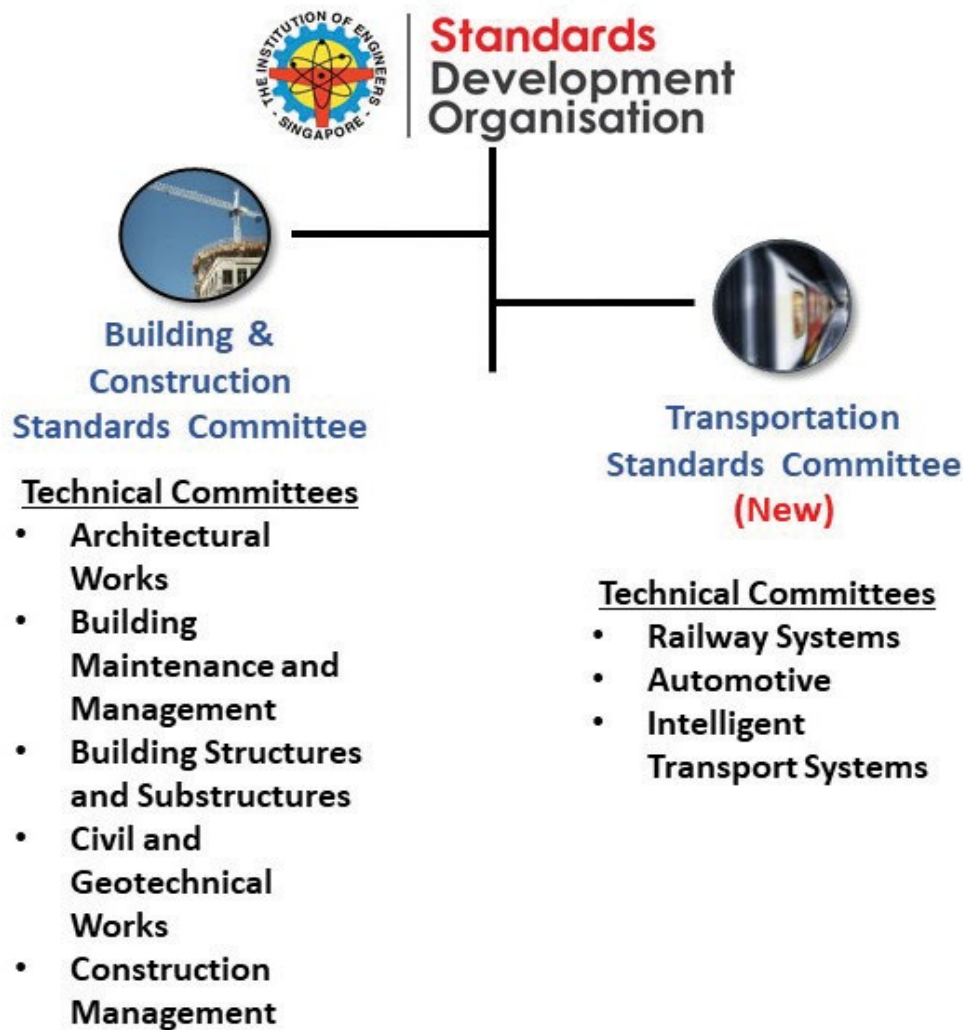 THE INSTITUTION OF ENGINEERS
- SINGAPORE -
Standards
Development
Organisation
Building &
Construction
Standards Committee
Technical Committees
• Architectural
Works
• Building
Maintenance and
Management
• Building Structures
and Substructures
• Civil and
Geotechnical
Works
• Construction
Management
Transportation
Standards Committee
(New)
Technical Committees
• Railway Systems
• Automotive
• Intelligent
Transport Systems